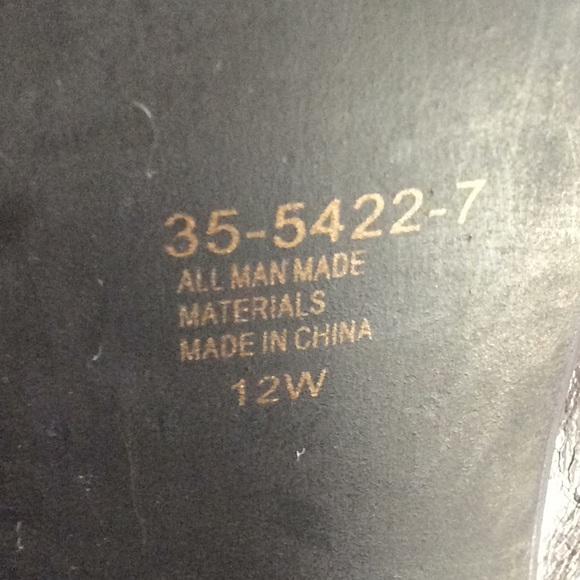 35-5422-7
ALL MAN MADE
MATERIALS
MADE IN CHINA
12W